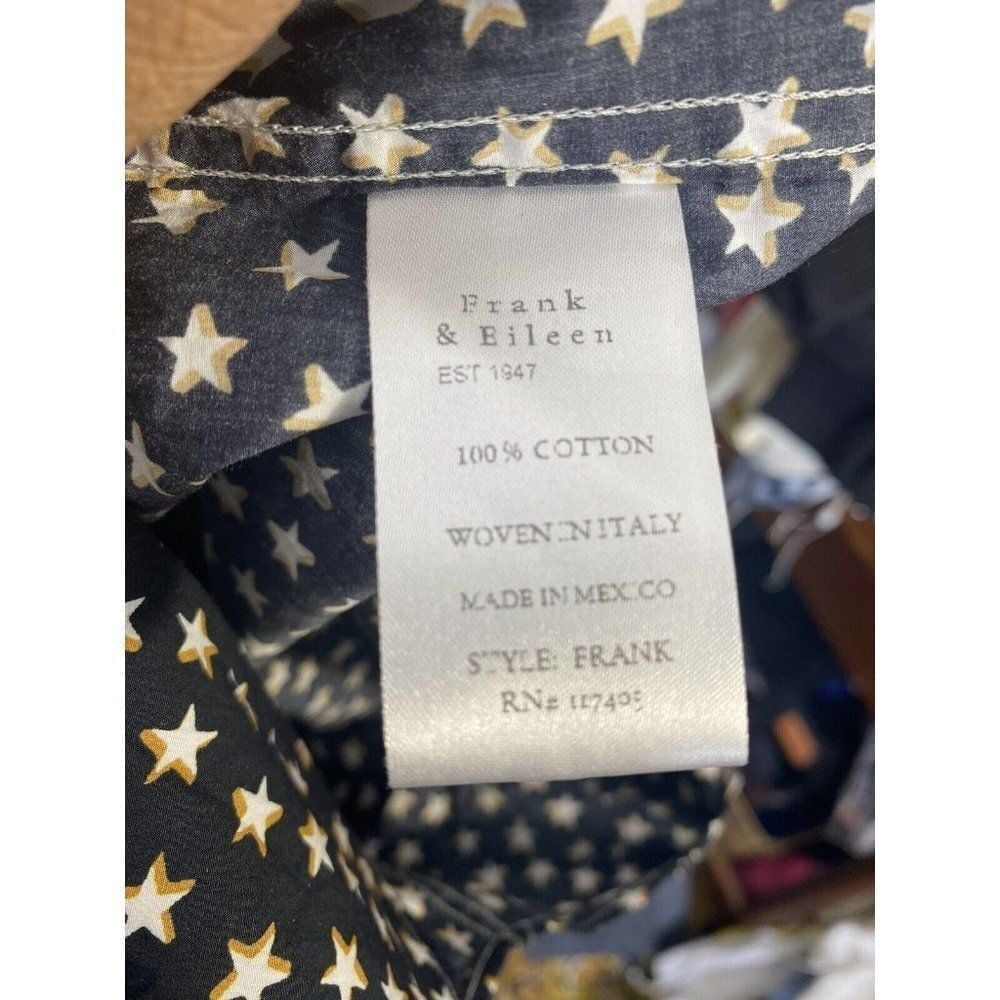 Frank
& Eileen
EST 1947
100% COTTON
WOVEN IN ITALY
MADE IN MEXICO
STYLE: FRANK
RN# 117405